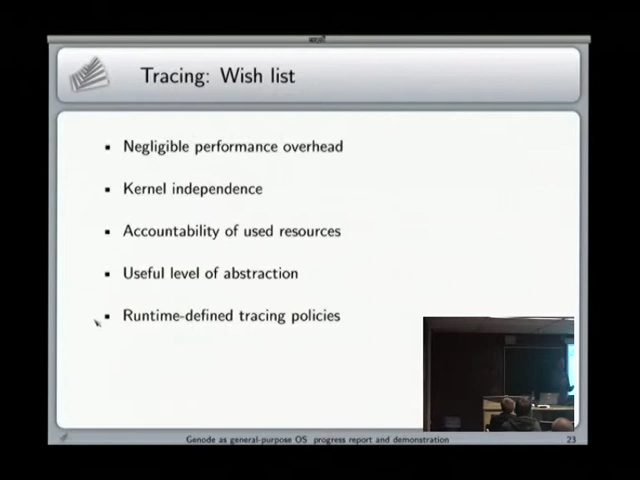 Tracing: Wish list
Negligible performance overhead
Kernel independence
Accountability of used resources
Useful level of abstraction
Runtime-defined tracing policies
Genode as general-purpose OS progress report and demonstration
23